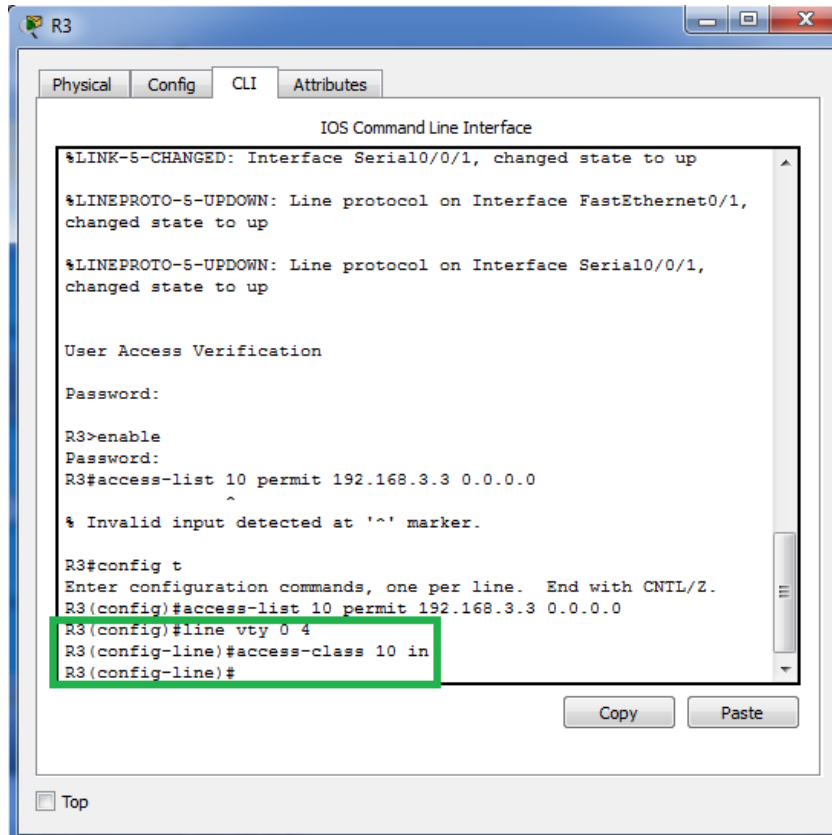 R3
Physical Config CLI Attributes
IOS Command Line Interface
%LINK-5-CHANGED: Interface Serial0/0/1, changed state to up
%LINEPROTO-5-UPDOWN: Line protocol on Interface FastEthernet0/1,
changed state to up
%LINEPROTO-5-UPDOWN: Line protocol on Interface Serial0/0/1,
changed state to up
User Access Verification
Password:
R3>enable
Password:
R3#access-list 10 permit 192.168.3.3 0.0.0.0
^
% Invalid input detected at '^' marker.
R3#config t
Enter configuration commands, one per line.  End with CNTL/Z.
R3(config)#access-list 10 permit 192.168.3.3 0.0.0.0
R3(config)#line vty 0 4
R3(config-line)#access-class 10 in
R3(config-line)#
Copy Paste
Top